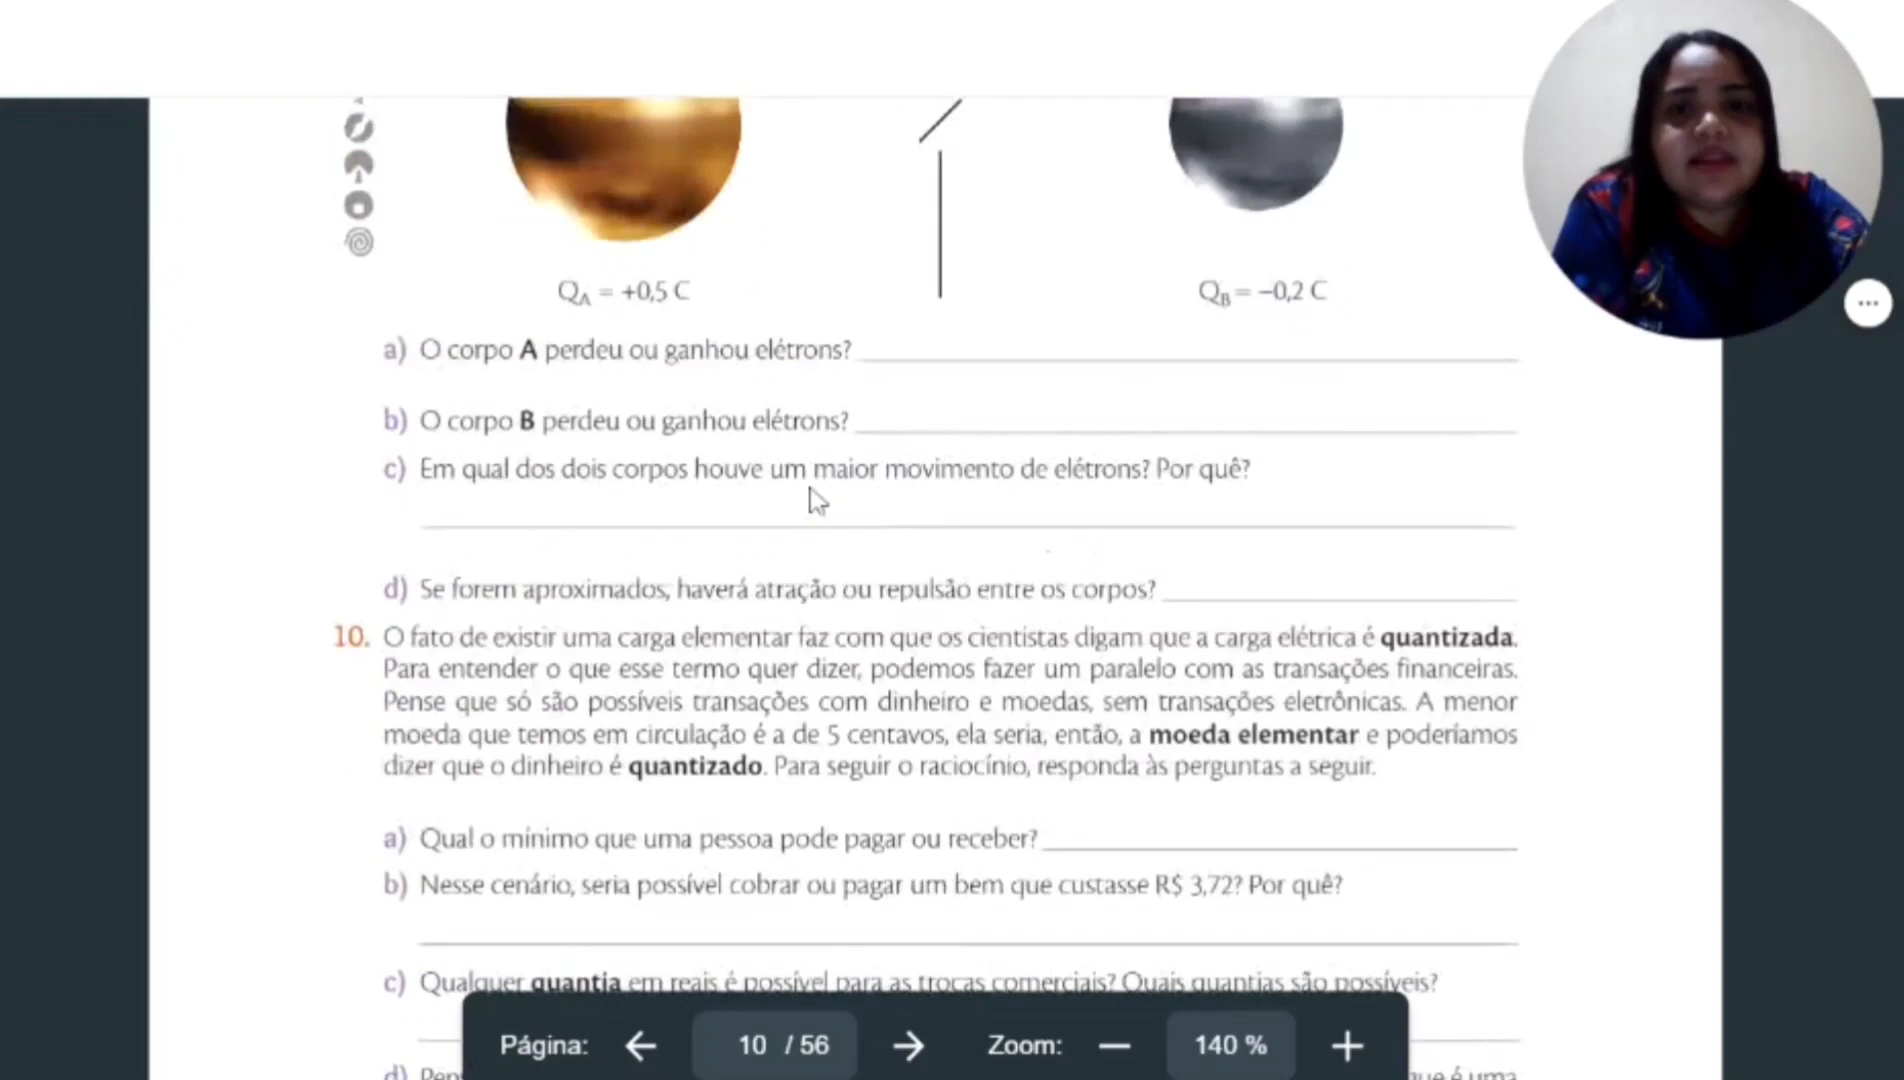 Q_A = +0,5 C
Q_B = −0,2 C
a) O corpo A perdeu ou ganhou elétrons?
b) O corpo B perdeu ou ganhou elétrons?
c) Em qual dos dois corpos houve um maior movimento de elétrons? Por quê?
d) Se forem aproximados, haverá atração ou repulsão entre os corpos?
10. O fato de existir uma carga elementar faz com que os cientistas digam que a carga elétrica é quantizada.
Para entender o que esse termo quer dizer, podemos fazer um paralelo com as transações financeiras.
Pense que só são possíveis transações com dinheiro e moedas, sem transações eletrônicas. A menor
moeda que temos em circulação é a de 5 centavos, ela seria, então, a moeda elementar e poderíamos
dizer que o dinheiro é quantizado. Para seguir o raciocínio, responda às perguntas a seguir.
a) Qual o mínimo que uma pessoa pode pagar ou receber?
b) Nesse cenário, seria possível cobrar ou pagar um bem que custasse R$ 3,72? Por quê?
c) Qualquer quantia em reais é possível para as trocas comerciais? Quais quantias são possíveis?
Página: 10 / 56 Zoom: 140 %
d) é uma